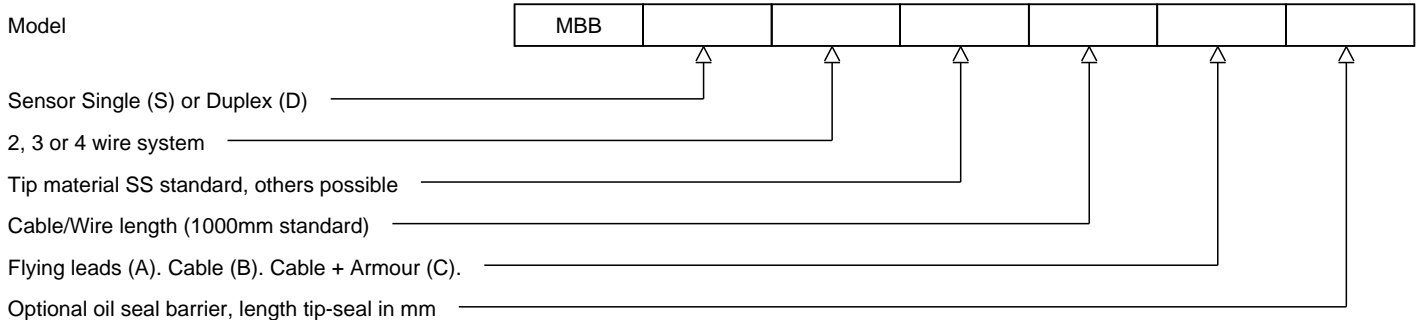 Model MBB
Sensor Single (S) or Duplex (D)
2, 3 or 4 wire system
Tip material SS standard, others possible
Cable/Wire length (1000mm standard)
Flying leads (A). Cable (B). Cable + Armour (C).
Optional oil seal barrier, length tip-seal in mm